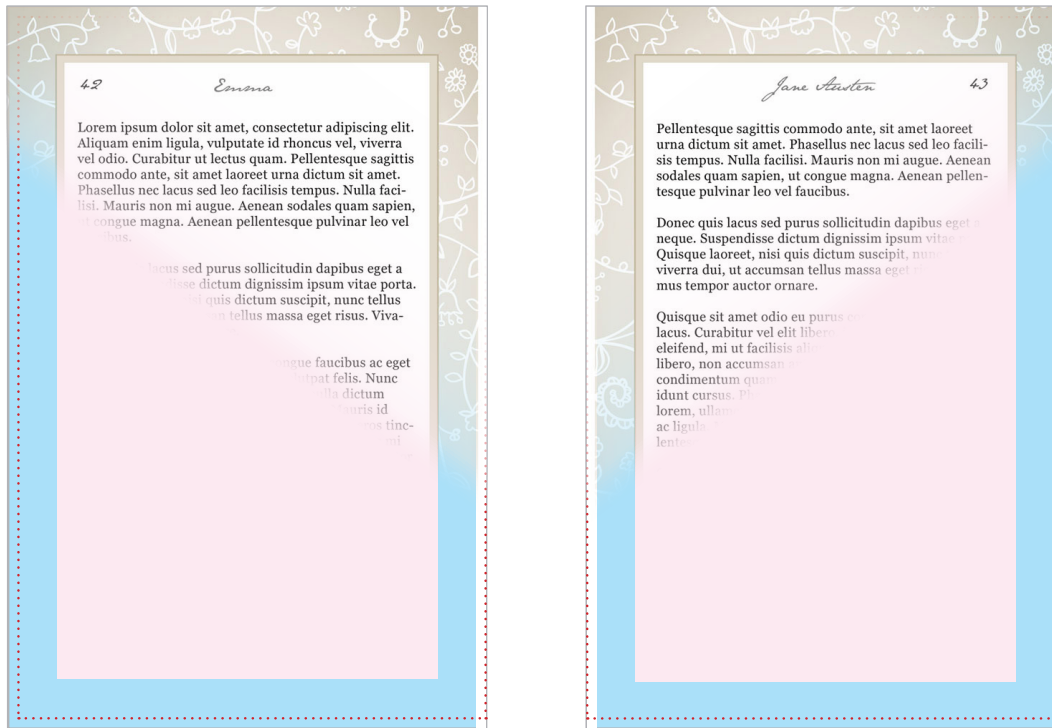 42 Emma
Lorem ipsum dolor sit amet, consectetur adipiscing elit.
Aliquam enim ligula, vulputate id rhoncus vel, viverra
vel odio. Curabitur ut lectus quam. Pellentesque sagittis
commodo ante, sit amet laoreet urna dictum sit amet.
Phasellus nec lacus sed leo facilisis tempus. Nulla faci-
lisi. Mauris non mi augue. Aenean sodales quam sapien,
congue magna. Aenean pellentesque pulvinar leo vel
lacus sed purus sollicitudin dapibus eget a
dictum dignissim ipsum vitae porta.
quis dictum suscipit, nunc tellus
tellus massa eget risus. Viva-
faucibus ac eget
felis. Nunc
dictum
id
tinc-
mi
Jane Austen 43
Pellentesque sagittis commodo ante, sit amet laoreet
urna dictum sit amet. Phasellus nec lacus sed leo facili-
sis tempus. Nulla facilisi. Mauris non mi augue. Aenean
sodales quam sapien, ut congue magna. Aenean pellen-
tesque pulvinar leo vel faucibus.
Donec quis lacus sed purus sollicitudin dapibus eget
neque. Suspendisse dictum dignissim ipsum vitae
Quisque laoreet, nisi quis dictum suscipit, nunc
viverra dui, ut accumsan tellus massa eget
mus tempor auctor ornare.
Quisque sit amet odio eu purus
lacus. Curabitur vel elit libero
eleifend, mi ut facilisis
libero, non accumsan
condimentum quam
idunt cursus.
lorem,
ac ligula.